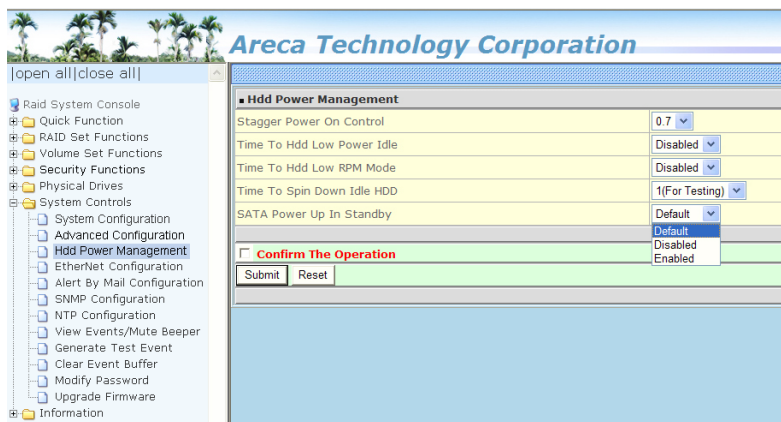 Areca Technology Corporation
|open all|close all|
Raid System Console
Quick Function
RAID Set Functions
Volume Set Functions
Security Functions
Physical Drives
System Controls
System Configuration
Advanced Configuration
Hdd Power Management
EtherNet Configuration
Alert By Mail Configuration
SNMP Configuration
NTP Configuration
View Events/Mute Beeper
Generate Test Event
Clear Event Buffer
Modify Password
Upgrade Firmware
Information
Hdd Power Management
Stagger Power On Control 0.7
Time To Hdd Low Power Idle Disabled
Time To Hdd Low RPM Mode Disabled
Time To Spin Down Idle HDD 1(For Testing)
SATA Power Up In Standby Default
Default
Disabled
Enabled
Confirm The Operation
Submit Reset